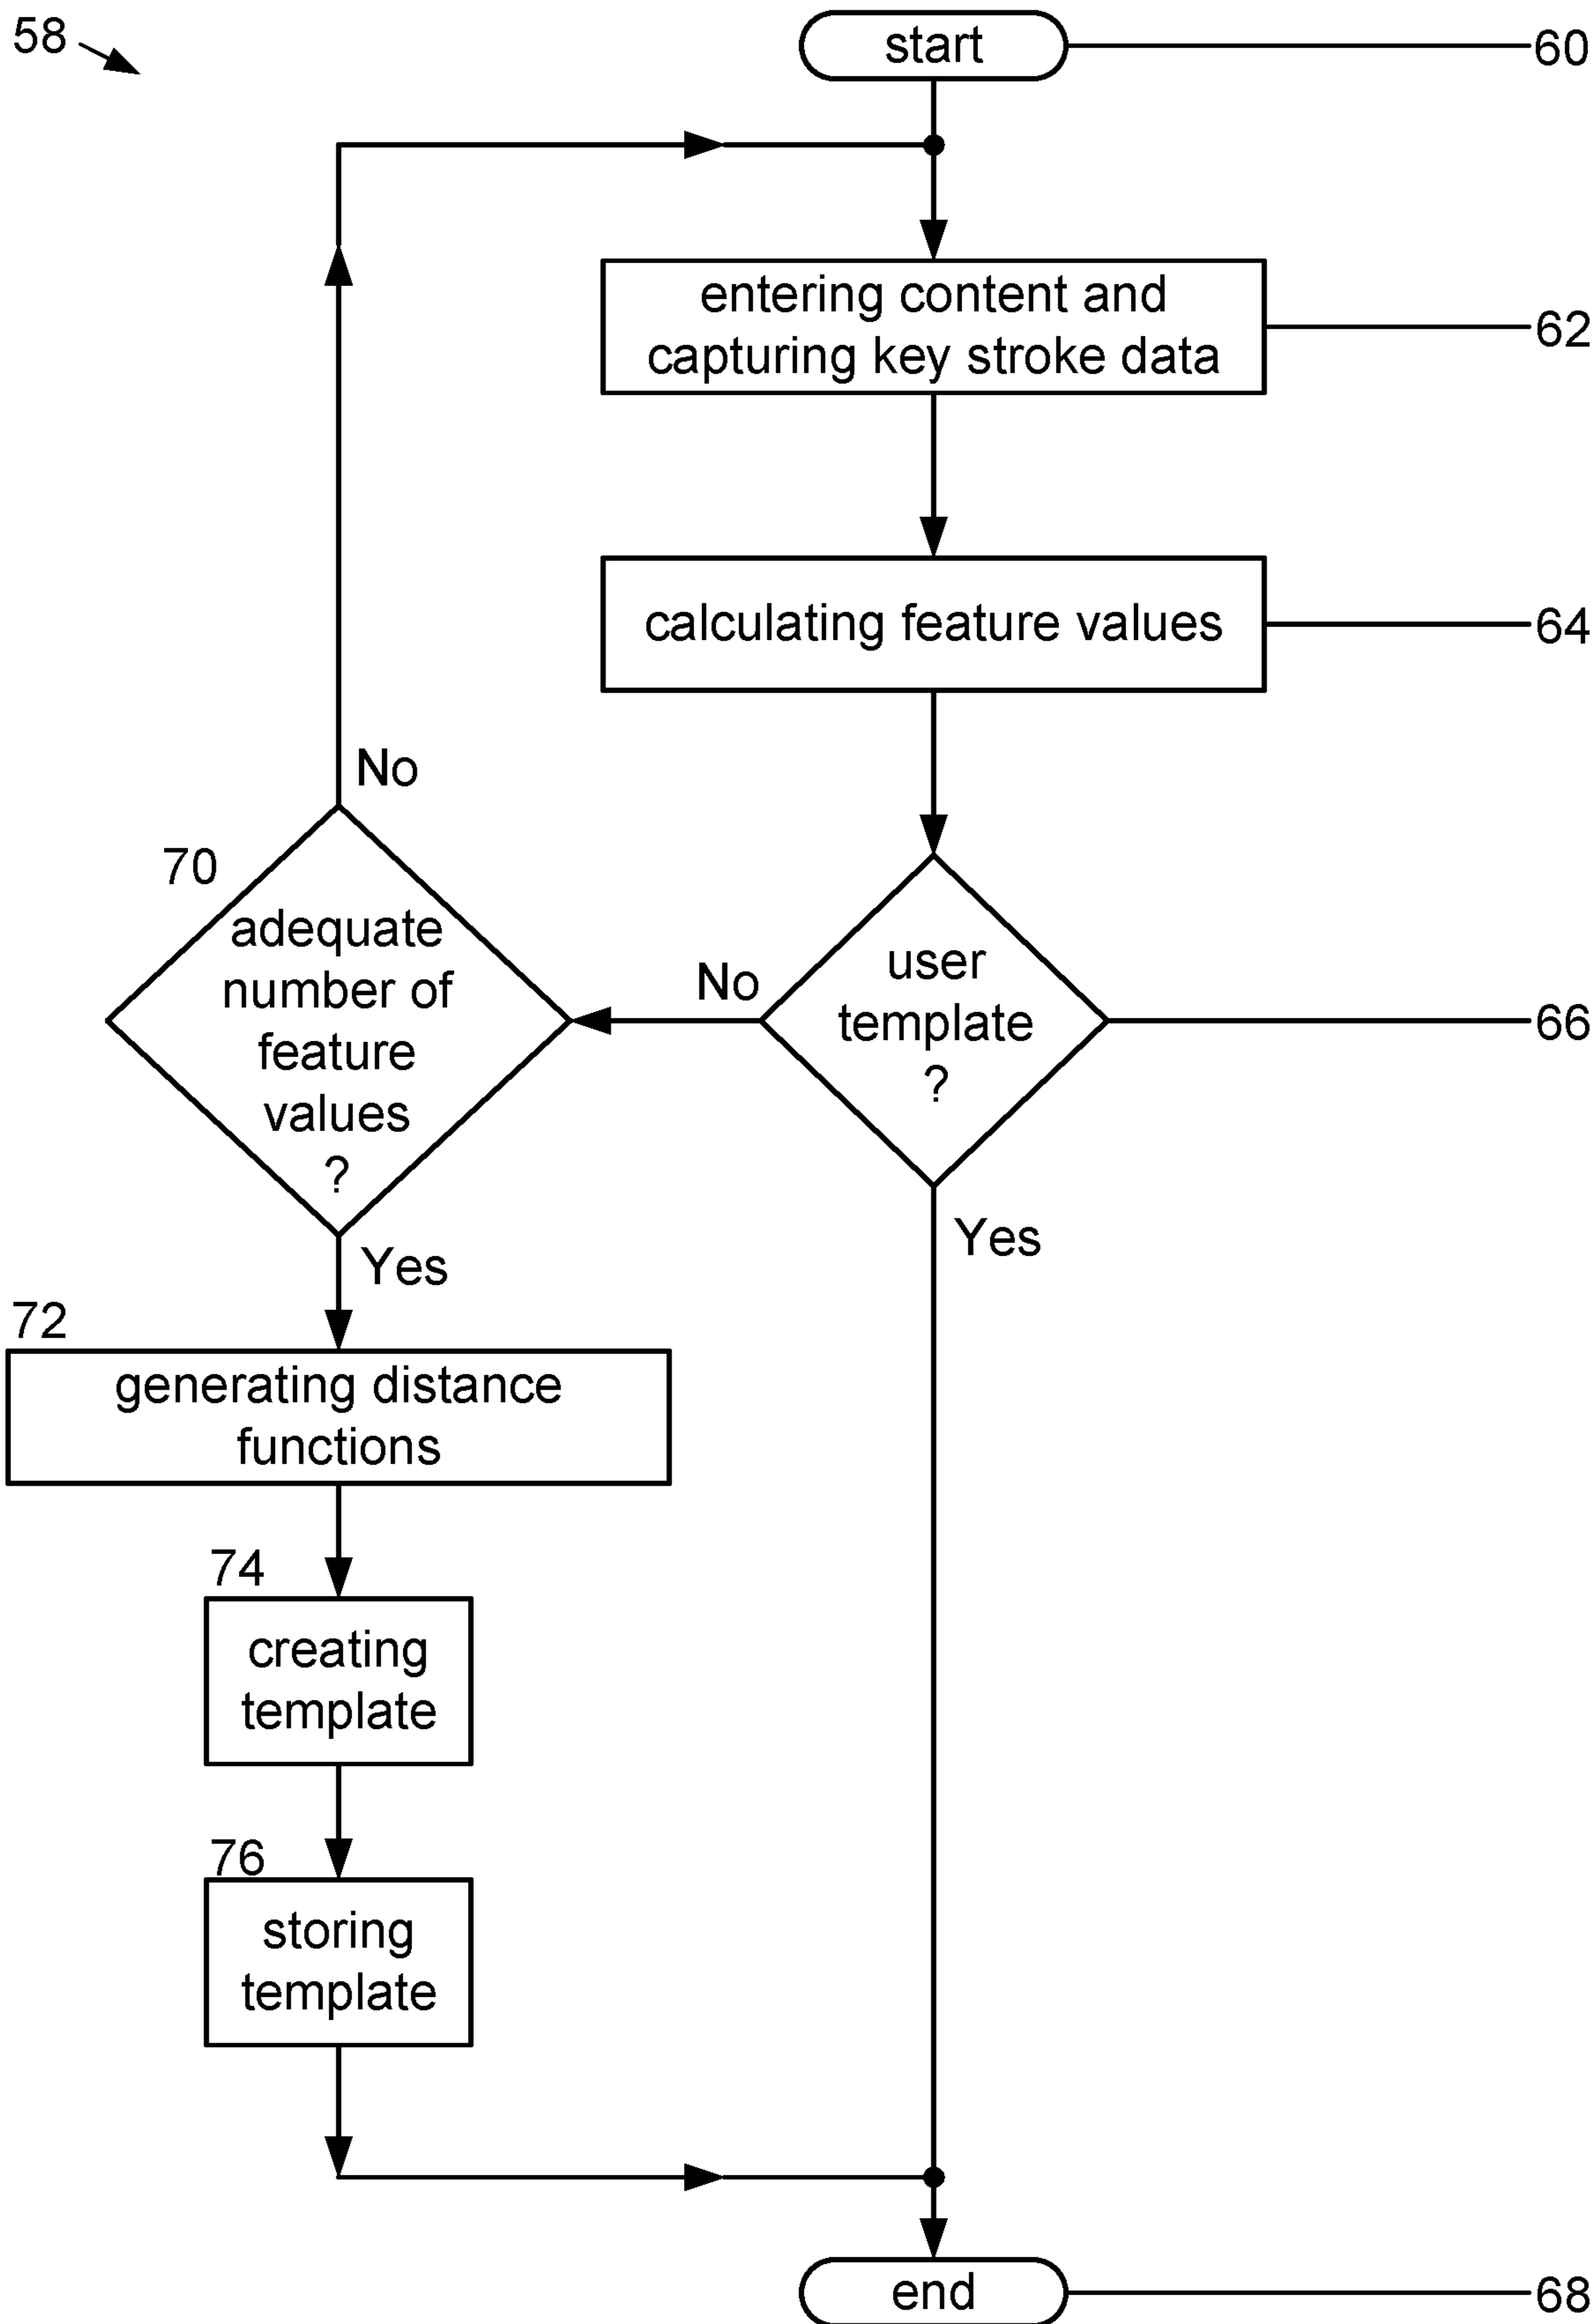 58
start
60
entering content and
capturing key stroke data
62
calculating feature values
64
No
70
adequate
number of
feature
values
?
No
user
template
?
66
Yes
Yes
72
generating distance
functions
74
creating
template
76
storing
template
end
68